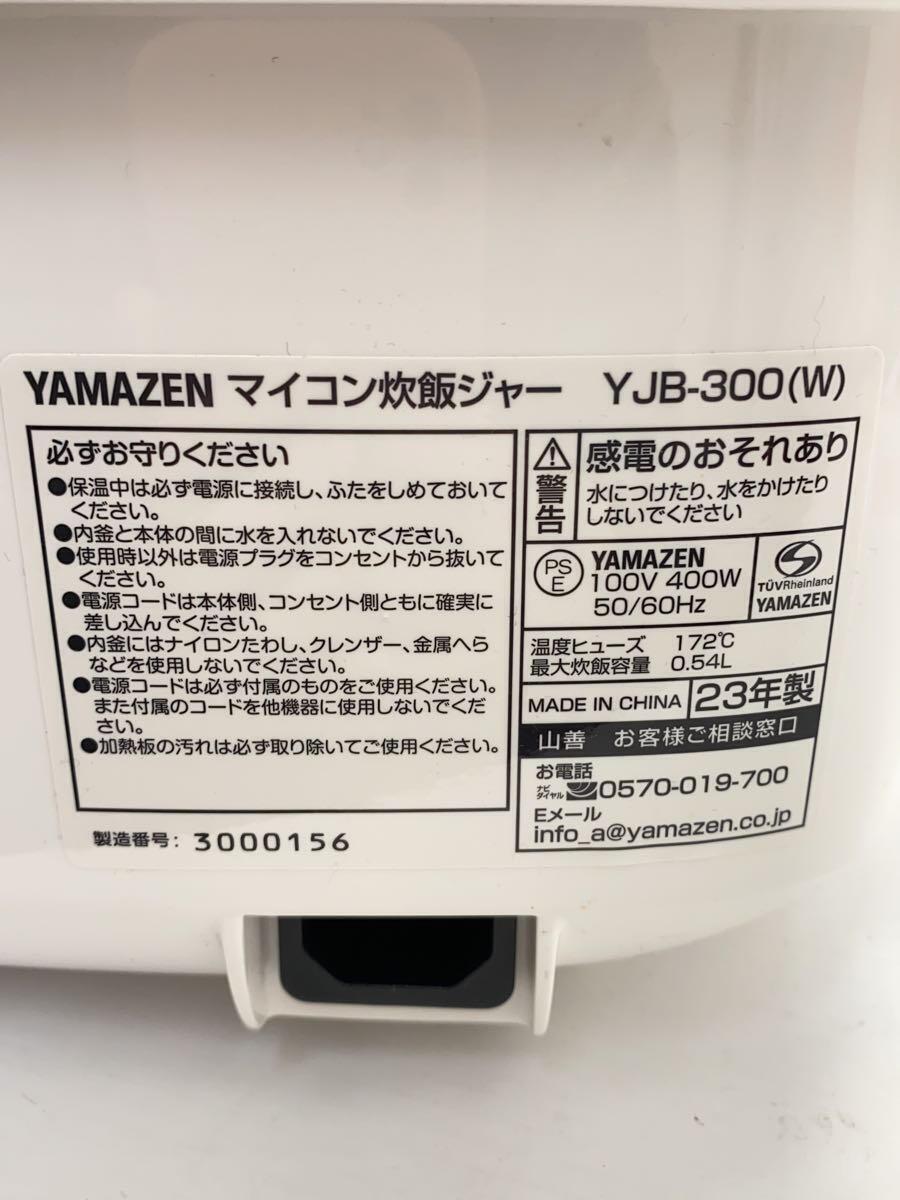 YAMAZEN マイコン炊飯ジャー YJB-300(W)
必ずお守りください
●保温中は必ず電源に接続し、ふたをしめておいて
ください。
●内釜と本体の間に水を入れないでください。
●使用時以外は電源プラグをコンセントから抜いて
ください。
●電源コードは本体側、コンセント側ともに確実に
差し込んでください。
●内釜にはナイロンたわし、クレンザー、金属へら
などを使用しないでください。
●電源コードは必ず付属のものをご使用ください。
また付属のコードを他機器に使用しないでくだ
さい。
●加熱板の汚れは必ず取り除いてご使用ください。
製造番号: 3000156
警告
感電のおそれあり
水につけたり、水をかけたり
しないでください
PS
E
YAMAZEN
100V 400W
50/60Hz
TÜVRheinland
YAMAZEN
温度ヒューズ 172℃
最大炊飯容量 0.54L
MADE IN CHINA
23年製
山善 お客様ご相談窓口
お電話
ナビ
ダイヤル
0570-019-700
Eメール
info_a@yamazen.co.jp